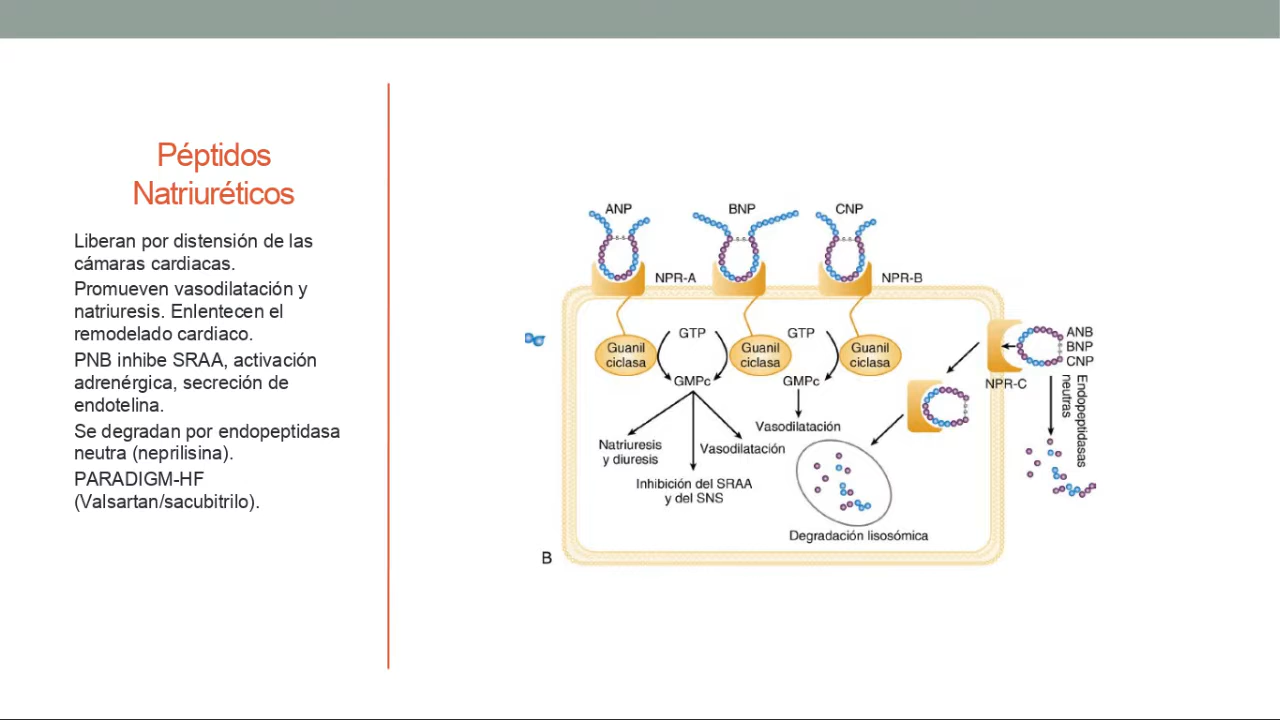 Péptidos
Natriuréticos
Liberan por distensión de las
cámaras cardiacas.
Promueven vasodilatación y
natriuresis. Enlentecen el
remodelado cardiaco.
PNB inhibe SRAA, activación
adrenérgica, secreción de
endotelina.
Se degradan por endopeptidasa
neutra (neprilisina).
PARADIGM-HF
(Valsartan/sacubitrilo).
ANP
BNP
CNP
NPR-A
NPR-B
GTP
GTP
Guanil
ciclasa
Guanil
ciclasa
Guanil
ciclasa
GMPc
GMPc
ANB
BNP
CNP
NPR-C
Endopeptidasas
neutras
Natriuresis
y diuresis
Vasodilatación
Vasodilatación
Inhibición del SRAA
y del SNS
Degradación lisosómica
B